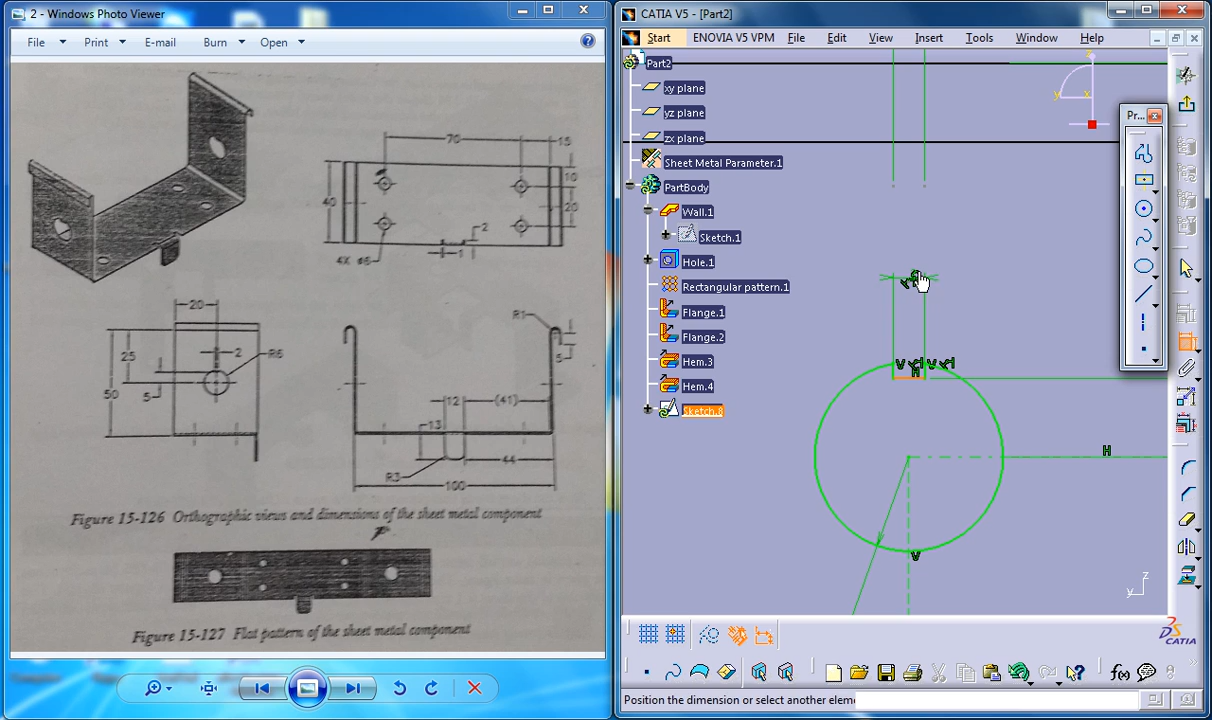 2 - Windows Photo Viewer
File Print E-mail Burn Open
70
15
10
40
20
2
1
4X ø6
20
R1
25
2
R6
5
50
5
12
(41)
13
R3
44
100
Figure 15-126 Orthographic views and dimensions of the sheet metal component
Figure 15-127 Flat pattern of the sheet metal component
CATIA V5 - [Part2]
Start ENOVIA V5 VPM File Edit View Insert Tools Window Help
Part2
xy plane
yz plane
zx plane
Sheet Metal Parameter.1
PartBody
Wall.1
Sketch.1
Hole.1
Rectangular pattern.1
Flange.1
Flange.2
Hem.3
Hem.4
Sketch.8
z
y
x
Pr...
V
V
H
H
V
z
y
CATIA
f(x)
Position the dimension or select another elem